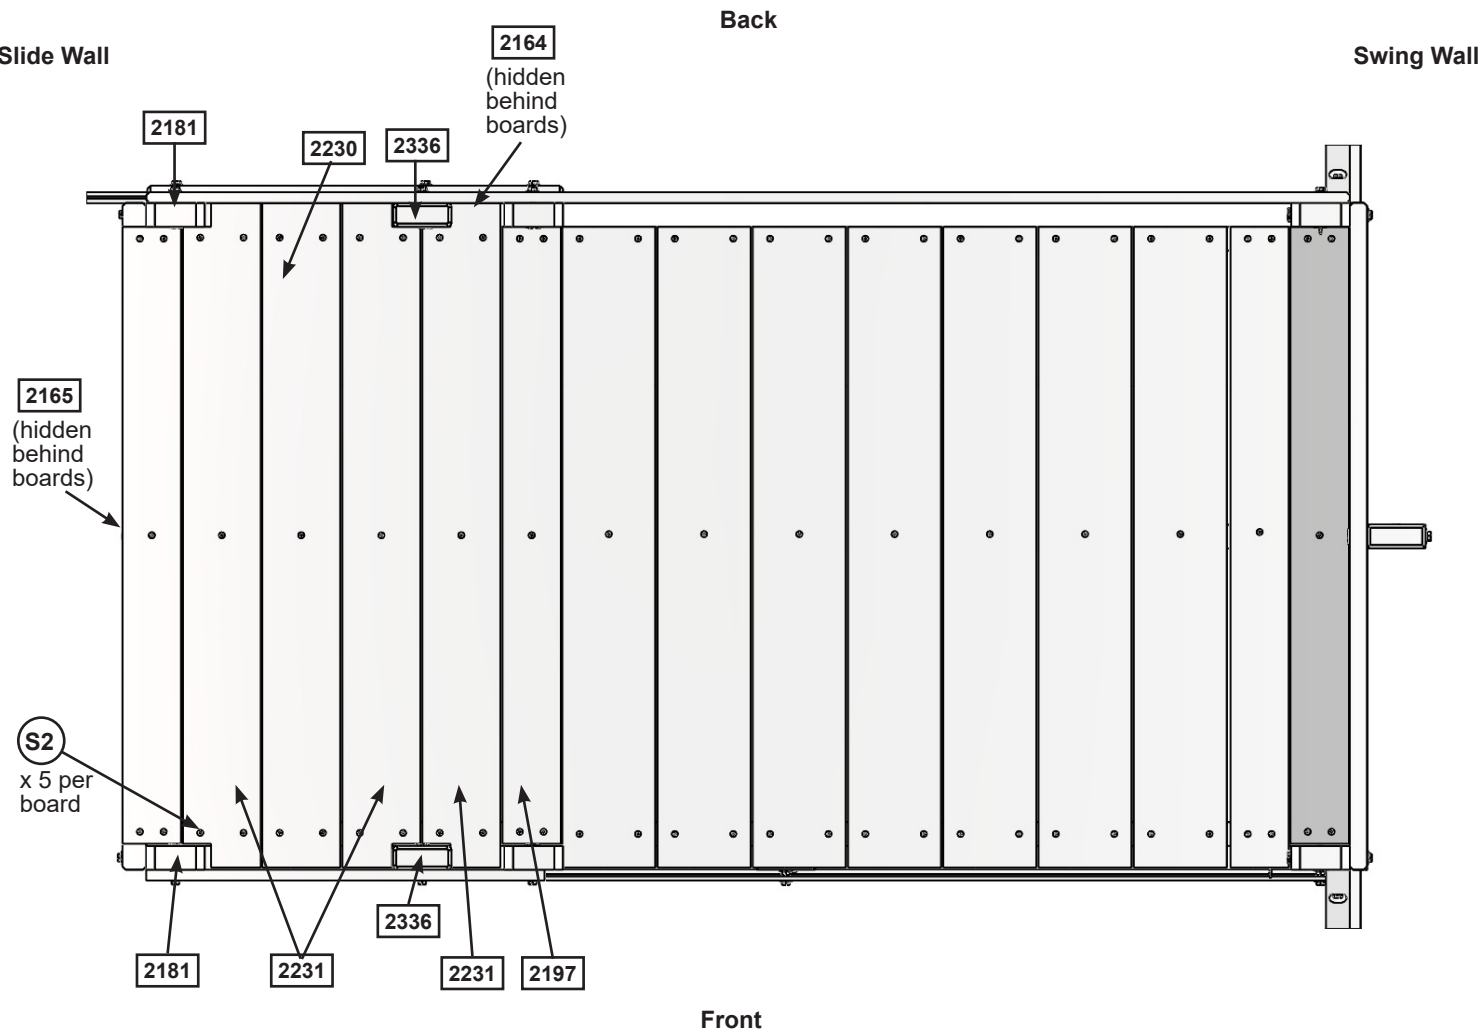 Back
Slide Wall
Swing Wall
2164
(hidden
behind
boards)
2181
2230
2336
2165
(hidden
behind
boards)
S2
x 5 per
board
2336
2181
2231
2231
2197
Front